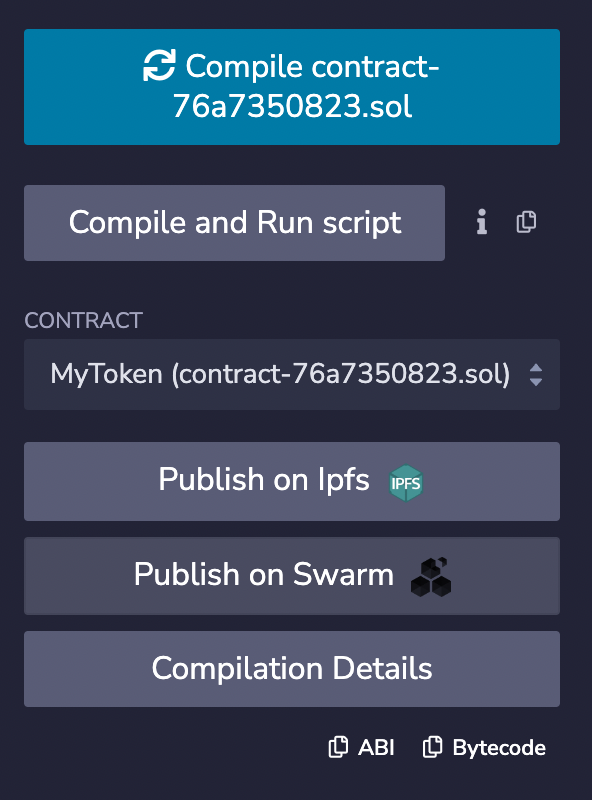 Compile contract-
76a7350823.sol
Compile and Run script
CONTRACT
MyToken (contract-76a7350823.sol)
Publish on Ipfs IPFS
Publish on Swarm
Compilation Details
ABI Bytecode